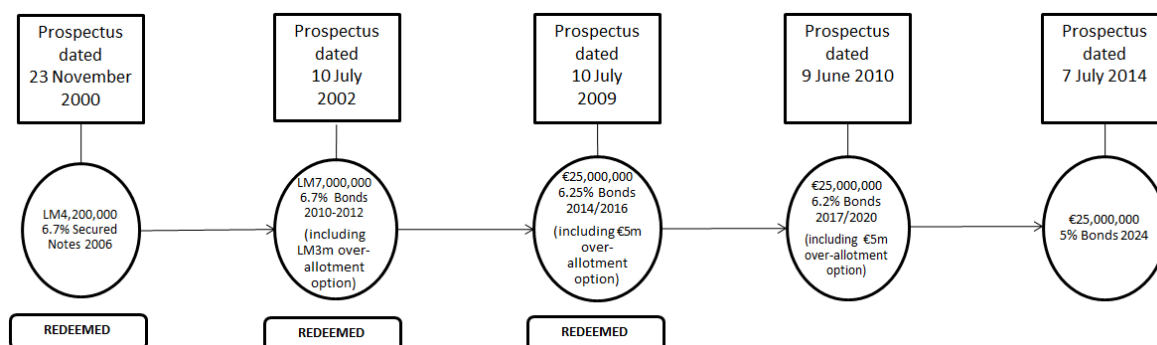 Prospectus
dated
23 November
2000
Prospectus
dated
10 July
2002
Prospectus
dated
10 July
2009
Prospectus
dated
9 June 2010
Prospectus
dated
7 July 2014
LM4,200,000
6.7% Secured
Notes 2006
LM7,000,000
6.7% Bonds
2010-2012
(including
LM3m over-
allotment
option)
€25,000,000
6.25% Bonds
2014/2016
(including €5m
over-
allotment
option)
€25,000,000
6.2% Bonds
2017/2020
(including €5m
over-allotment
option)
€25,000,000
5% Bonds 2024
REDEEMED
REDEEMED
REDEEMED